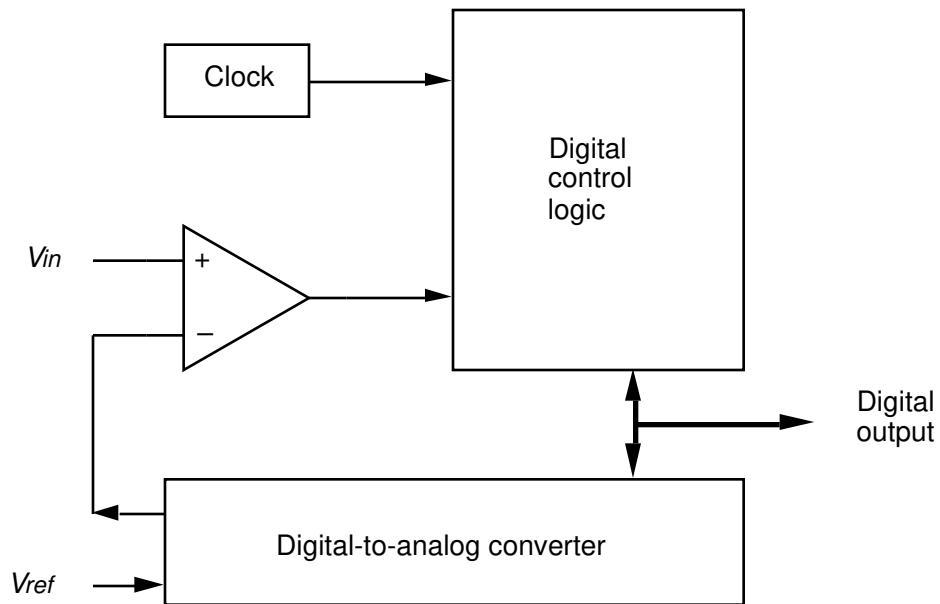 Clock
Digital
control
logic
Vin
+
−
Digital
output
Digital-to-analog converter
Vref